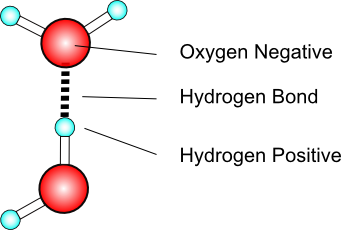 Oxygen Negative
Hydrogen Bond
Hydrogen Positive